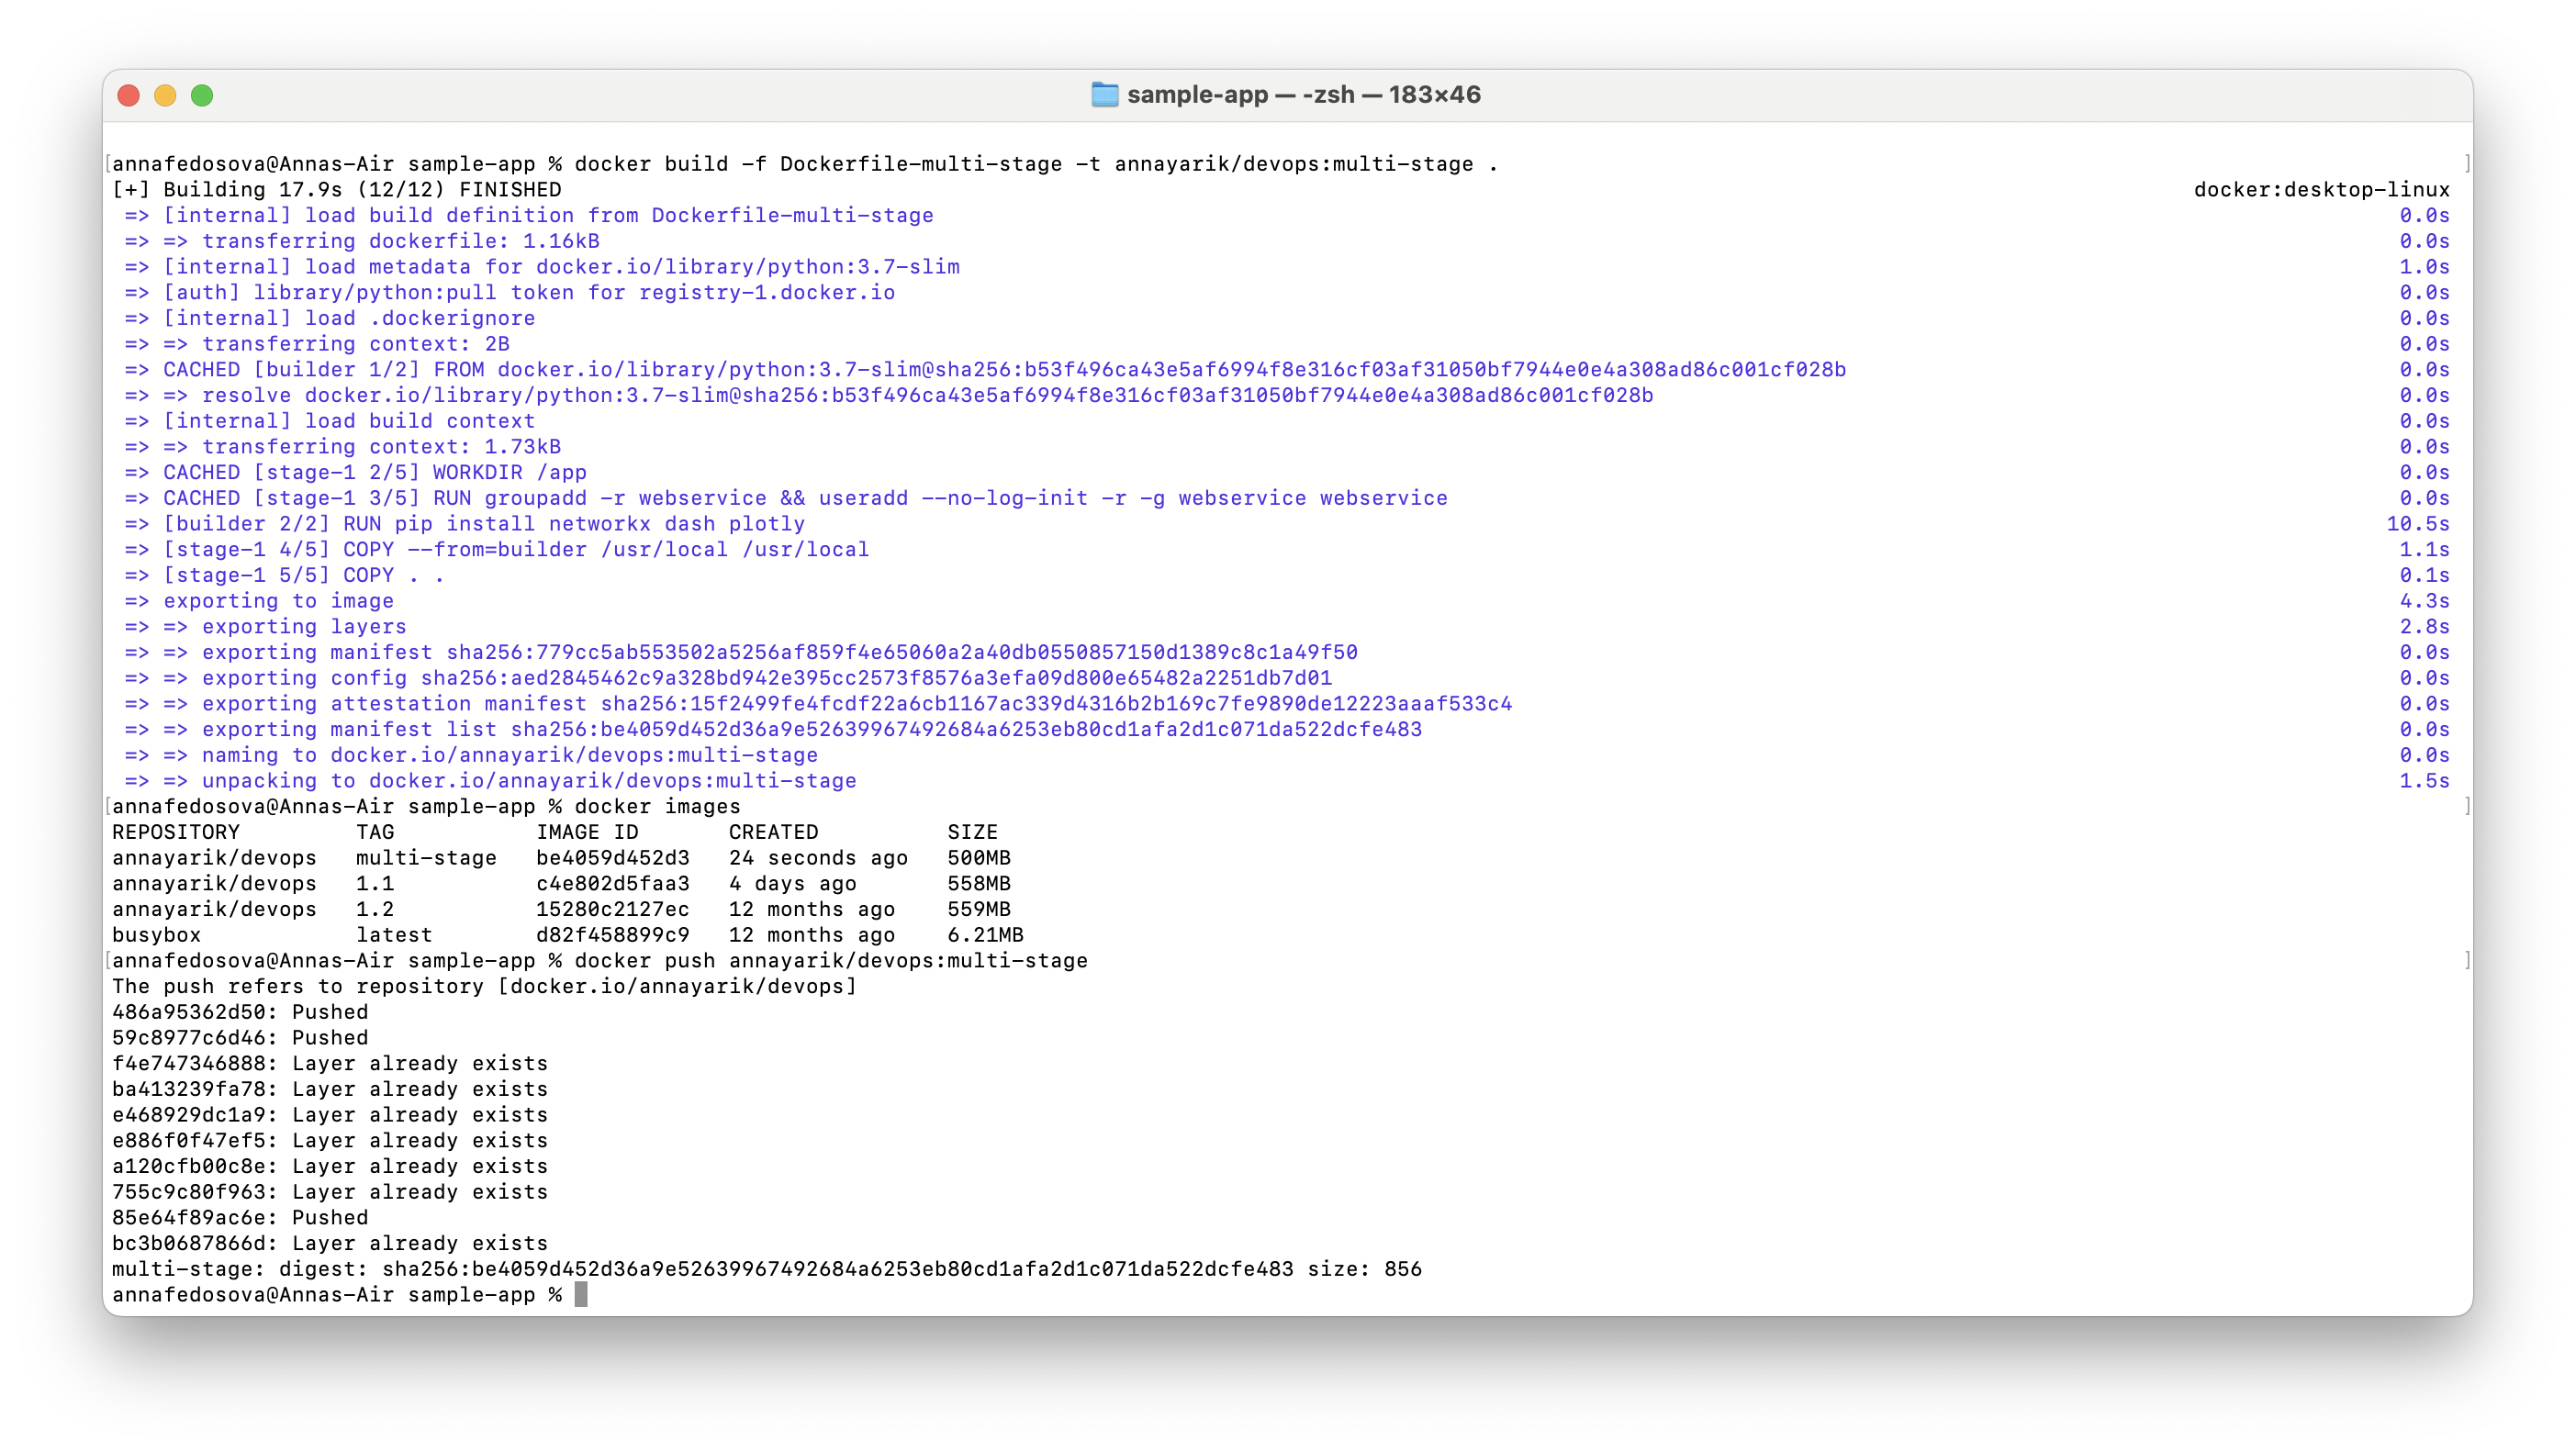 sample-app — -zsh — 183×46
annafedosova@Annas-Air sample-app % docker build -f Dockerfile-multi-stage -t annayarik/devops:multi-stage .
[+] Building 17.9s (12/12) FINISHED docker:desktop-linux
=> [internal] load build definition from Dockerfile-multi-stage 0.0s
=> => transferring dockerfile: 1.16kB 0.0s
=> [internal] load metadata for docker.io/library/python:3.7-slim 1.0s
=> [auth] library/python:pull token for registry-1.docker.io 0.0s
=> [internal] load .dockerignore 0.0s
=> => transferring context: 2B 0.0s
=> CACHED [builder 1/2] FROM docker.io/library/python:3.7-slim@sha256:b53f496ca43e5af6994f8e316cf03af31050bf7944e0e4a308ad86c001cf028b 0.0s
=> => resolve docker.io/library/python:3.7-slim@sha256:b53f496ca43e5af6994f8e316cf03af31050bf7944e0e4a308ad86c001cf028b 0.0s
=> [internal] load build context 0.0s
=> => transferring context: 1.73kB 0.0s
=> CACHED [stage-1 2/5] WORKDIR /app 0.0s
=> CACHED [stage-1 3/5] RUN groupadd -r webservice && useradd --no-log-init -r -g webservice webservice 0.0s
=> [builder 2/2] RUN pip install networkx dash plotly 10.5s
=> [stage-1 4/5] COPY --from=builder /usr/local /usr/local 1.1s
=> [stage-1 5/5] COPY . . 0.1s
=> exporting to image 4.3s
=> => exporting layers 2.8s
=> => exporting manifest sha256:779cc5ab553502a5256af859f4e65060a2a40db0550857150d1389c8c1a49f50 0.0s
=> => exporting config sha256:aed2845462c9a328bd942e395cc2573f8576a3efa09d800e65482a2251db7d01 0.0s
=> => exporting attestation manifest sha256:15f2499fe4fcdf22a6cb1167ac339d4316b2b169c7fe9890de12223aaaf533c4 0.0s
=> => exporting manifest list sha256:be4059d452d36a9e52639967492684a6253eb80cd1afa2d1c071da522dcfe483 0.0s
=> => naming to docker.io/annayarik/devops:multi-stage 0.0s
=> => unpacking to docker.io/annayarik/devops:multi-stage 1.5s
annafedosova@Annas-Air sample-app % docker images
REPOSITORY TAG IMAGE ID CREATED SIZE
annayarik/devops multi-stage be4059d452d3 24 seconds ago 500MB
annayarik/devops 1.1 c4e802d5faa3 4 days ago 558MB
annayarik/devops 1.2 15280c2127ec 12 months ago 559MB
busybox latest d82f458899c9 12 months ago 6.21MB
annafedosova@Annas-Air sample-app % docker push annayarik/devops:multi-stage
The push refers to repository [docker.io/annayarik/devops]
486a95362d50: Pushed
59c8977c6d46: Pushed
f4e747346888: Layer already exists
ba413239fa78: Layer already exists
e468929dc1a9: Layer already exists
e886f0f47ef5: Layer already exists
a120cfb00c8e: Layer already exists
755c9c80f963: Layer already exists
85e64f89ac6e: Pushed
bc3b0687866d: Layer already exists
multi-stage: digest: sha256:be4059d452d36a9e52639967492684a6253eb80cd1afa2d1c071da522dcfe483 size: 856
annafedosova@Annas-Air sample-app %